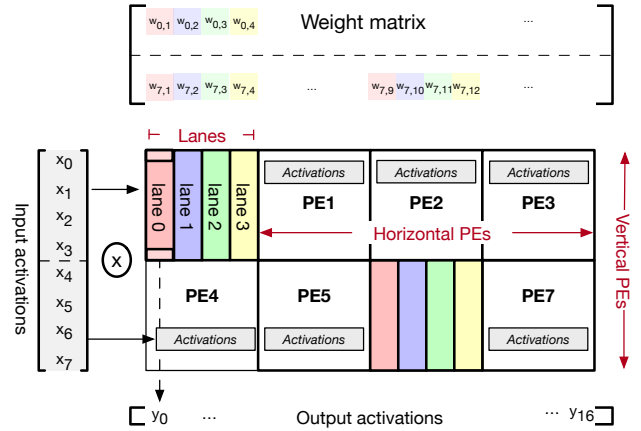 Weight matrix
w0,1 w0,2 w0,3 w0,4 ...
w7,1 w7,2 w7,3 w7,4 ... w7,9 w7,10 w7,11 w7,12 ...
Lanes
Input activations
x0
x1
x2
x3
x4
x5
x6
x7
x
lane 0
lane 1
lane 2
lane 3
Activations Activations Activations
PE1 PE2 PE3
Horizontal PEs
Vertical PEs
PE4 PE5 PE7
Activations Activations Activations
y0 ... Output activations ... y16